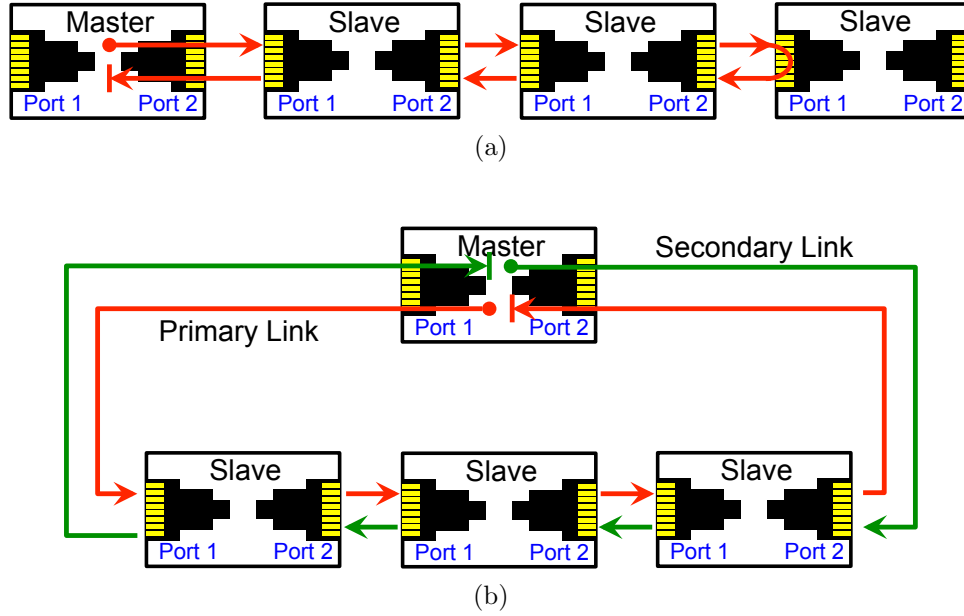 Master Slave Slave Slave
Port 1 Port 2 Port 1 Port 2 Port 1 Port 2 Port 1 Port 2
(a)
Master Secondary Link
Primary Link Port 1 Port 2
Slave Slave Slave
Port 1 Port 2 Port 1 Port 2 Port 1 Port 2
(b)